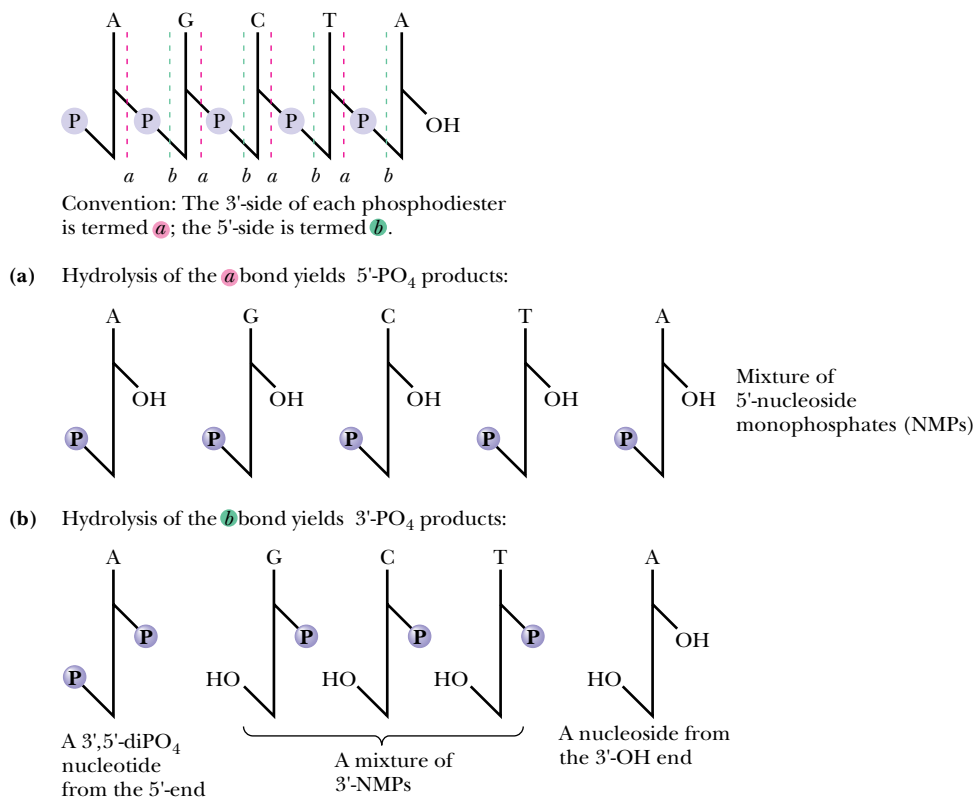 A G C T A
P P P P P OH
a b a b a b a b
Convention: The 3'-side of each phosphodiester
is termed a; the 5'-side is termed b.
(a) Hydrolysis of the a bond yields 5'-PO4 products:
A G C T A
OH OH OH OH OH
P P P P P
Mixture of
5'-nucleoside
monophosphates (NMPs)
(b) Hydrolysis of the b bond yields 3'-PO4 products:
A G C T A
P P P P OH
P HO HO HO HO
A 3',5'-diPO4
nucleotide
from the 5'-end
A mixture of
3'-NMPs
A nucleoside from
the 3'-OH end